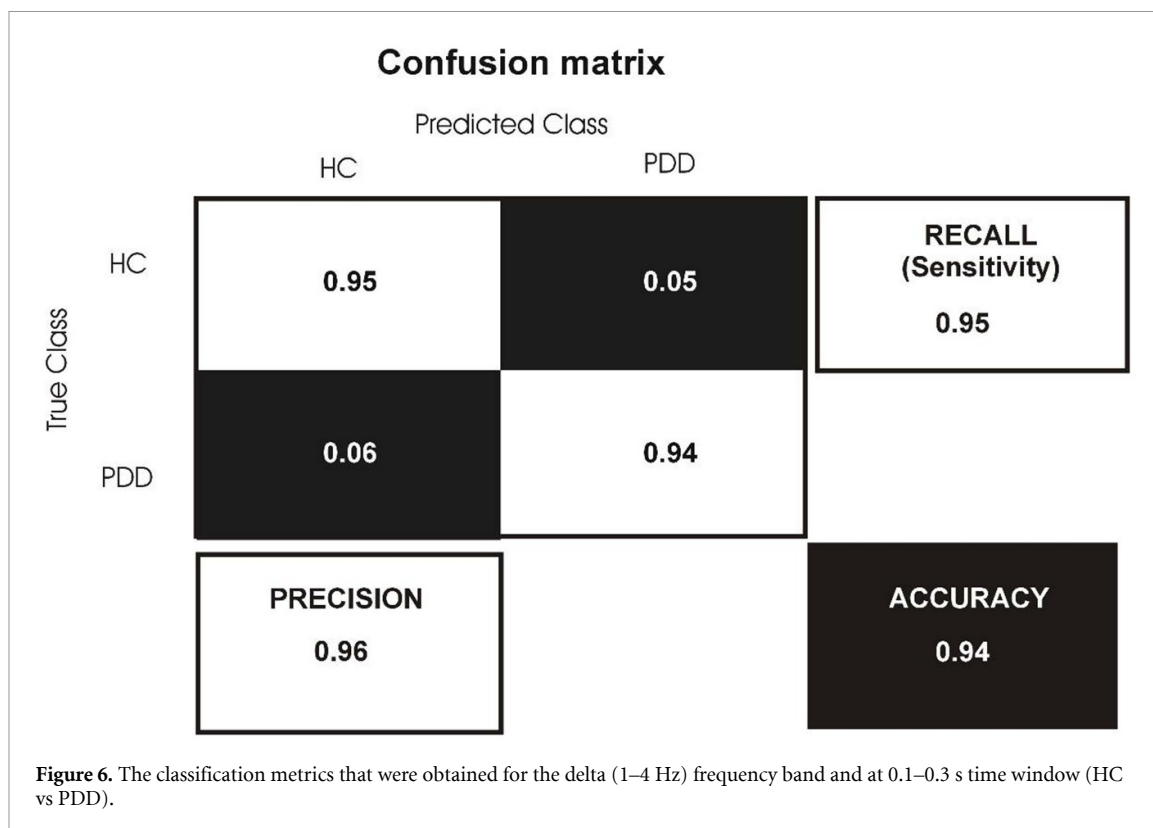 Confusion matrix
Predicted Class
HC
PDD
True Class
HC
0.95
0.05
RECALL
(Sensitivity)
0.95
PDD
0.06
0.94
PRECISION
0.96
ACCURACY
0.94
Figure 6. The classification metrics that were obtained for the delta (1–4 Hz) frequency band and at 0.1–0.3 s time window (HC
vs PDD).